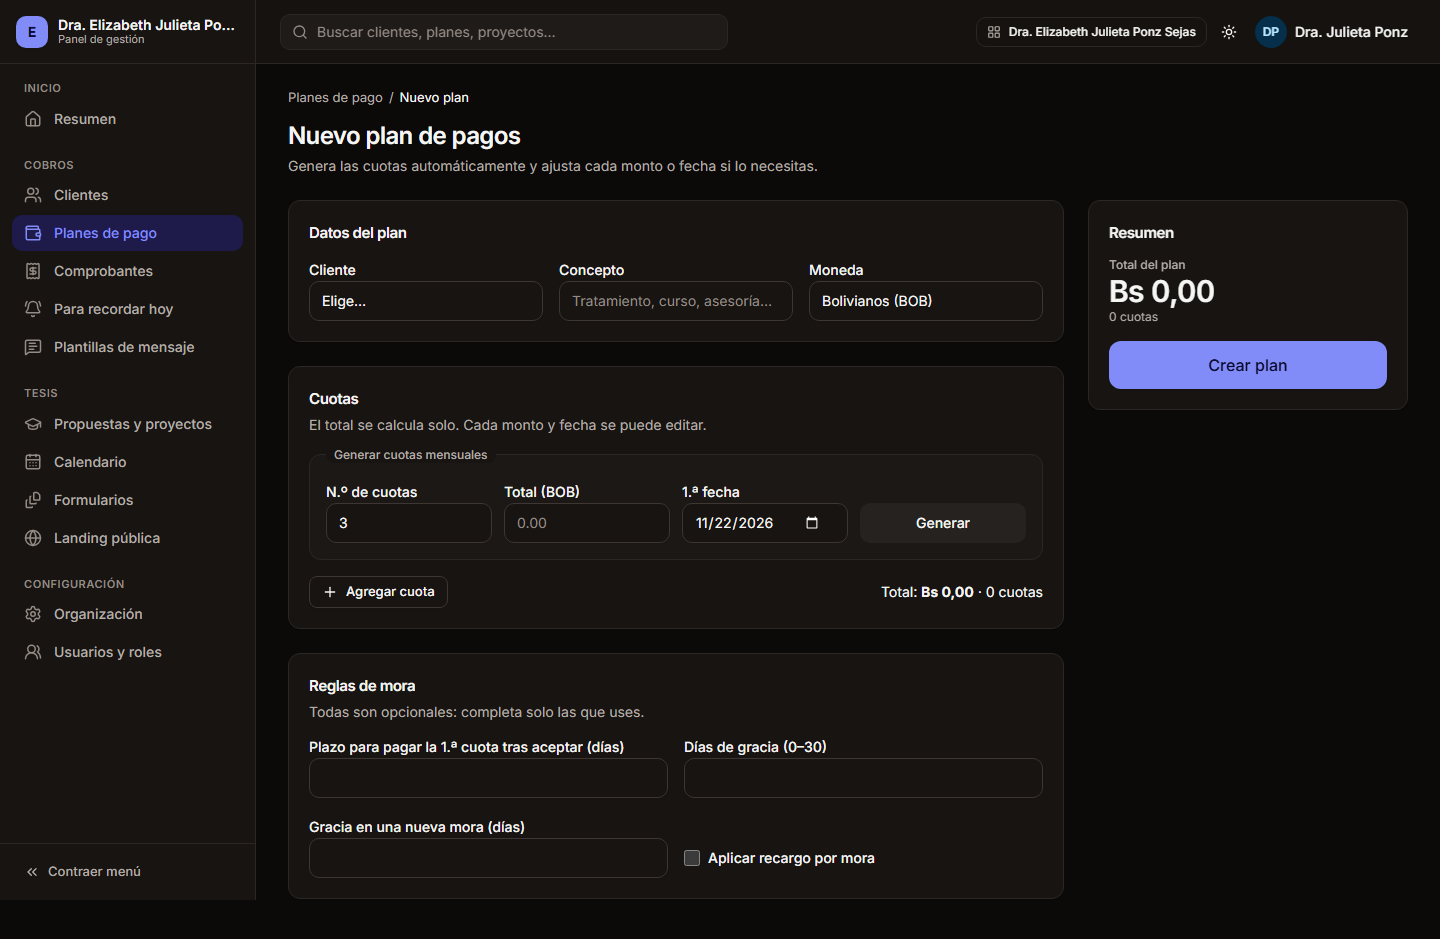 E
Dra. Elizabeth Julieta Po...
Panel de gestión
Buscar clientes, planes, proyectos...
Dra. Elizabeth Julieta Ponz Sejas
DP
Dra. Julieta Ponz
INICIO
Resumen
COBROS
Clientes
Planes de pago
Comprobantes
Para recordar hoy
Plantillas de mensaje
TESIS
Propuestas y proyectos
Calendario
Formularios
Landing pública
CONFIGURACIÓN
Organización
Usuarios y roles
Contraer menú
Planes de pago / Nuevo plan
Nuevo plan de pagos
Genera las cuotas automáticamente y ajusta cada monto o fecha si lo necesitas.
Datos del plan
Cliente
Elige...
Concepto
Tratamiento, curso, asesoría...
Moneda
Bolivianos (BOB)
Cuotas
El total se calcula solo. Cada monto y fecha se puede editar.
Generar cuotas mensuales
N.º de cuotas
3
Total (BOB)
0.00
1.ª fecha
11/22/2026
Generar
Agregar cuota
Total: Bs 0,00 · 0 cuotas
Reglas de mora
Todas son opcionales: completa solo las que uses.
Plazo para pagar la 1.ª cuota tras aceptar (días)
Días de gracia (0–30)
Gracia en una nueva mora (días)
Aplicar recargo por mora
Resumen
Total del plan
Bs 0,00
0 cuotas
Crear plan